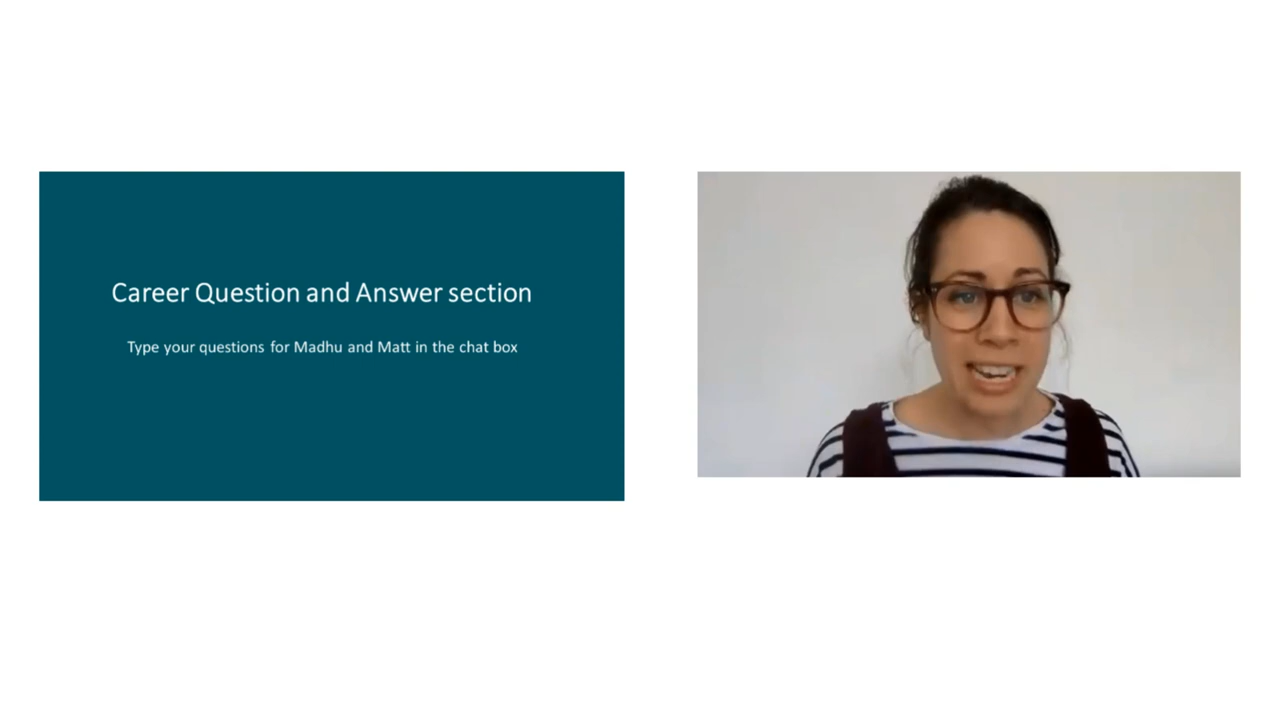 Career Question and Answer section
Type your questions for Madhu and Matt in the chat box